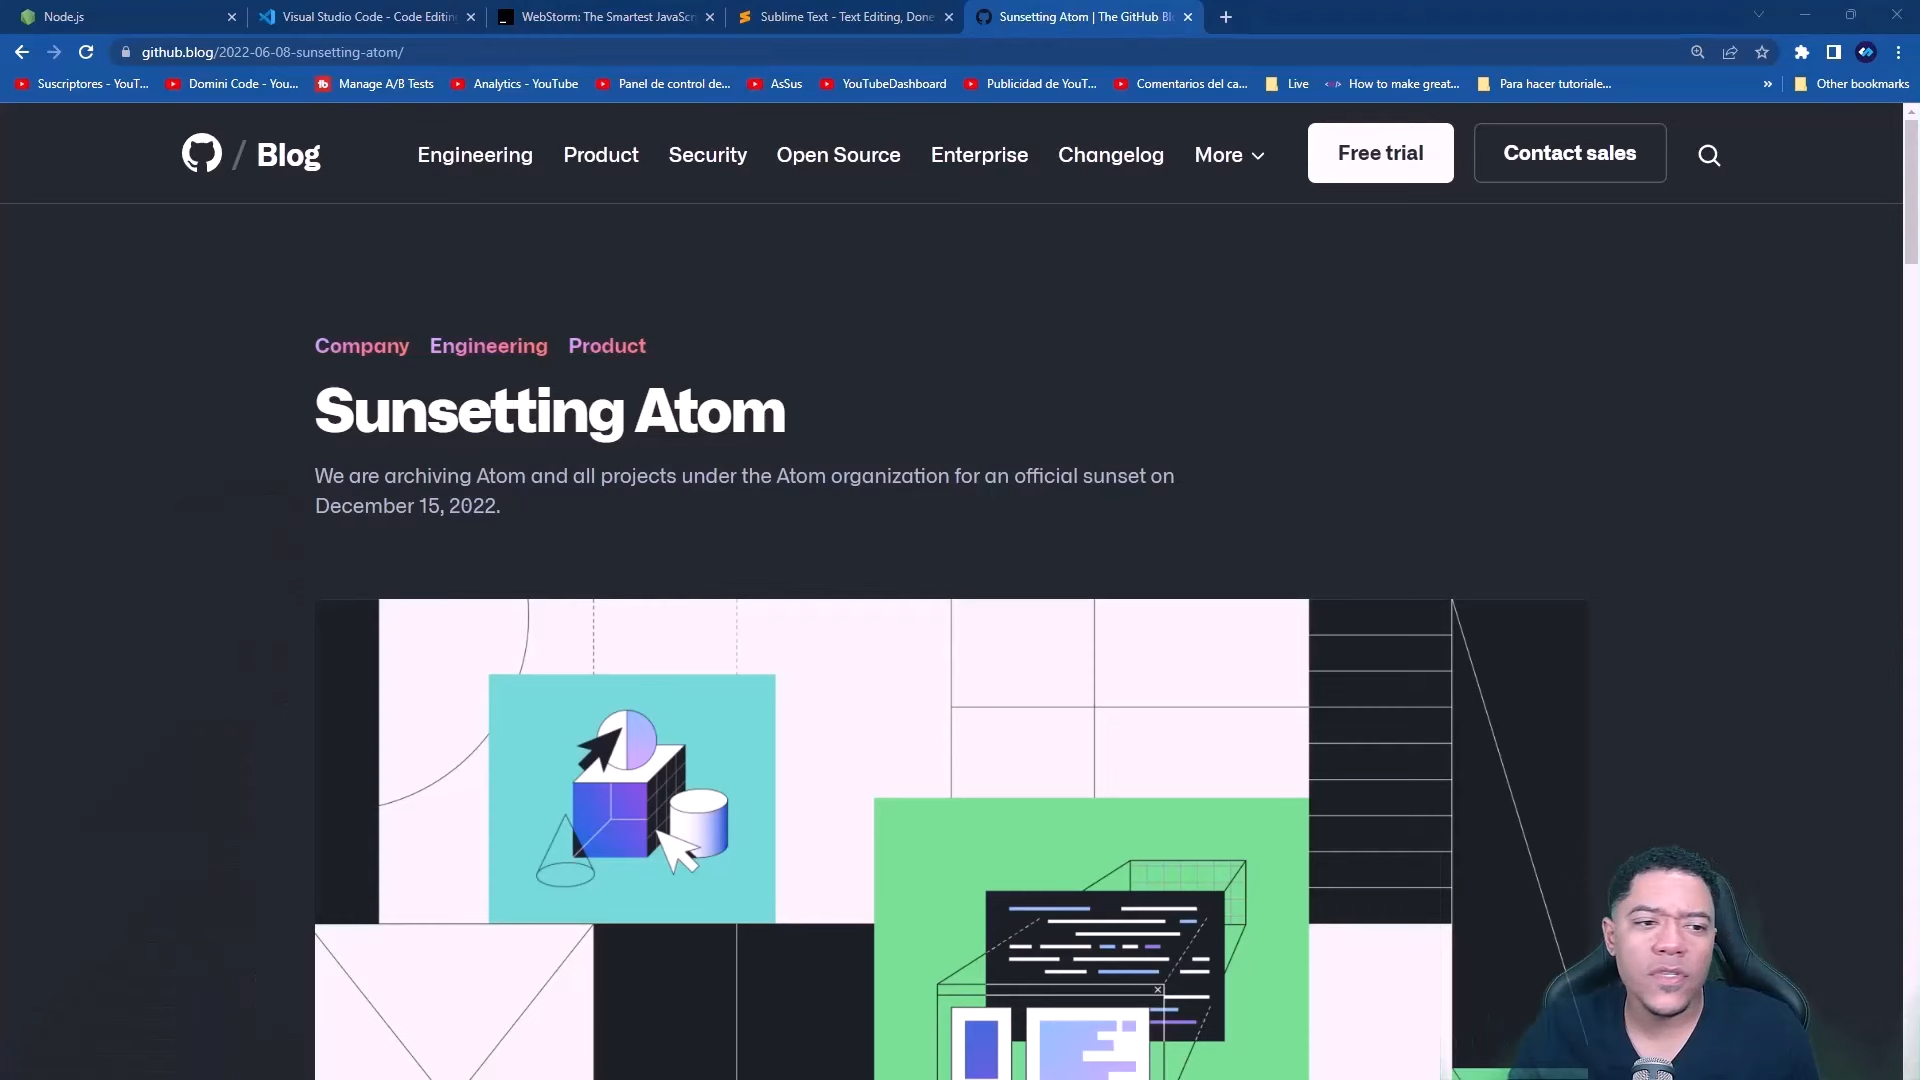 Node.js
Visual Studio Code - Code Editing
WebStorm: The Smartest JavaScr
Sublime Text - Text Editing, Done
Sunsetting Atom | The GitHub Bl
github.blog/2022-06-08-sunsetting-atom/
Suscriptores - YouT...
Domini Code - You...
Manage A/B Tests
Analytics - YouTube
Panel de control de...
AsSus
YouTubeDashboard
Publicidad de YouT...
Comentarios del ca...
Live
How to make great...
Para hacer tutoriale...
Other bookmarks
/ Blog
Engineering
Product
Security
Open Source
Enterprise
Changelog
More
Free trial
Contact sales
Company Engineering Product
Sunsetting Atom
We are archiving Atom and all projects under the Atom organization for an official sunset on
December 15, 2022.